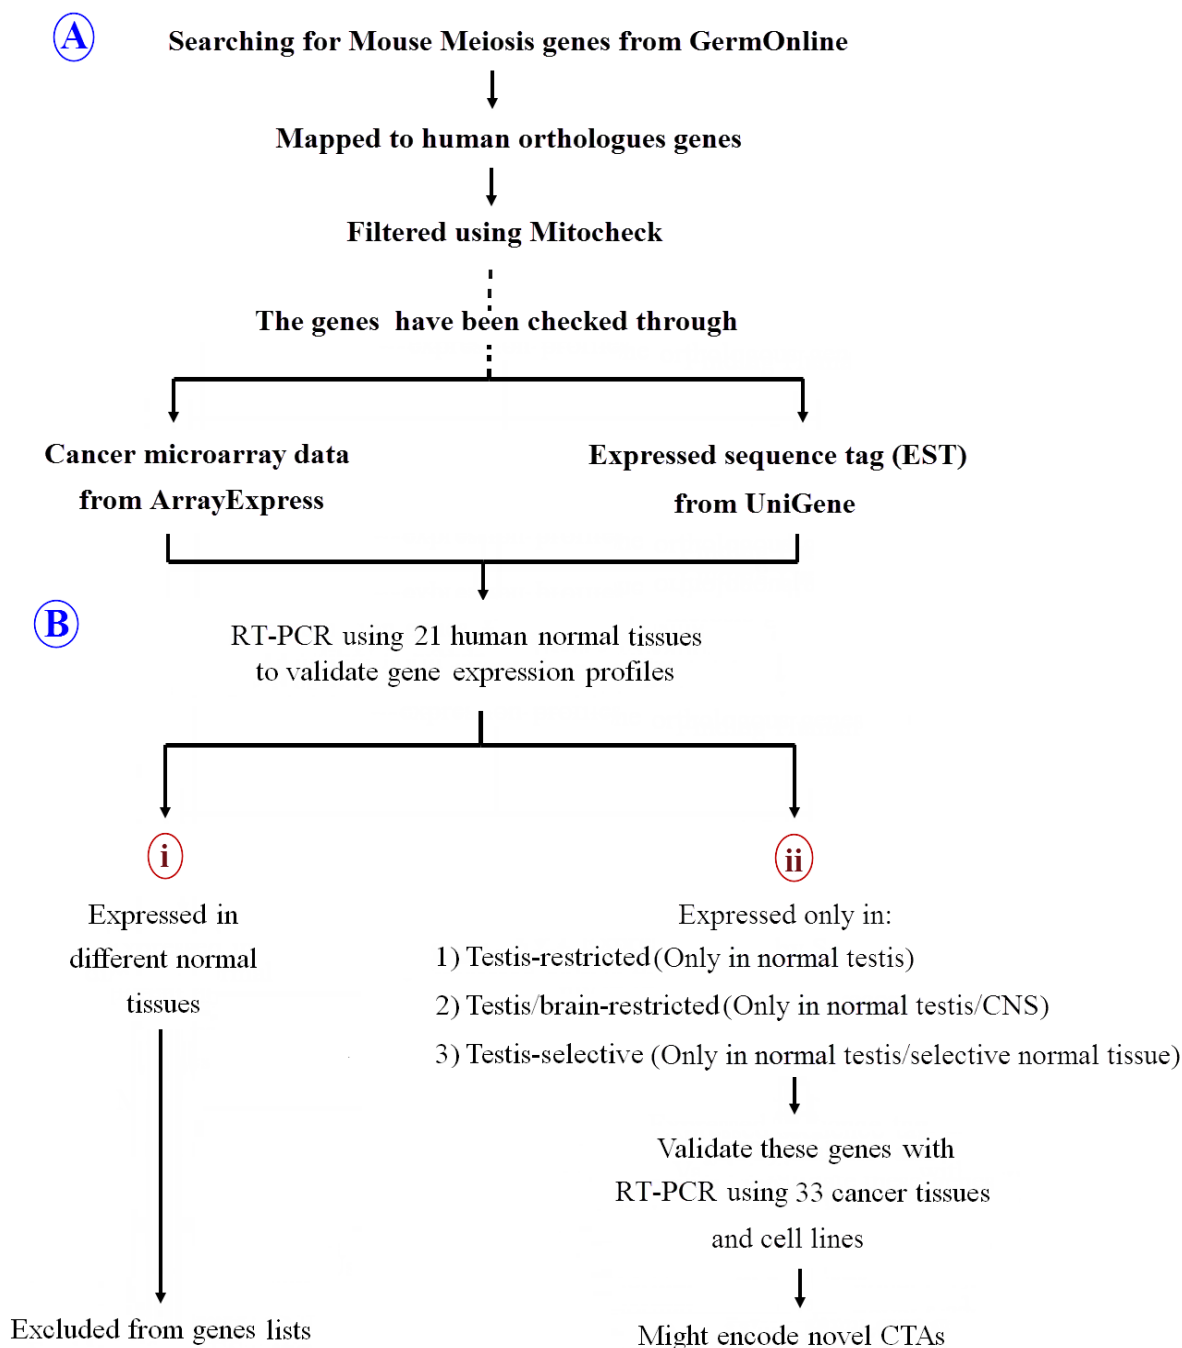 A
Searching for Mouse Meiosis genes from GermOnline
Mapped to human orthologues genes
Filtered using Mitocheck
The genes have been checked through
Cancer microarray data
from ArrayExpress
Expressed sequence tag (EST)
from UniGene
B
RT-PCR using 21 human normal tissues
to validate gene expression profiles
i
Expressed in
different normal
tissues
Excluded from genes lists
ii
Expressed only in:
1) Testis-restricted (Only in normal testis)
2) Testis/brain-restricted (Only in normal testis/CNS)
3) Testis-selective (Only in normal testis/selective normal tissue)
Validate these genes with
RT-PCR using 33 cancer tissues
and cell lines
Might encode novel CTAs